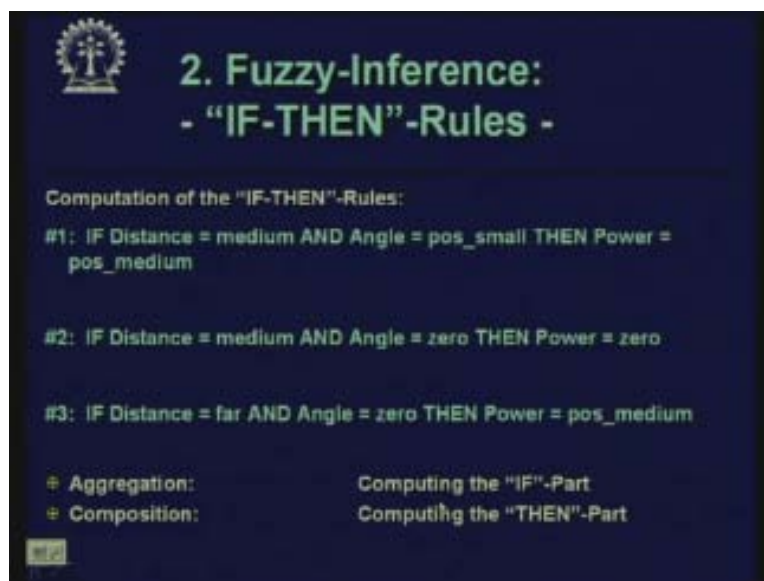 2. Fuzzy-Inference:
- “IF-THEN”-Rules -
Computation of the "IF-THEN"-Rules:
#1: IF Distance = medium AND Angle = pos_small THEN Power =
pos_medium
#2: IF Distance = medium AND Angle = zero THEN Power = zero
#3: IF Distance = far AND Angle = zero THEN Power = pos_medium
Aggregation: Computing the "IF"-Part
Composition: Computing the "THEN"-Part